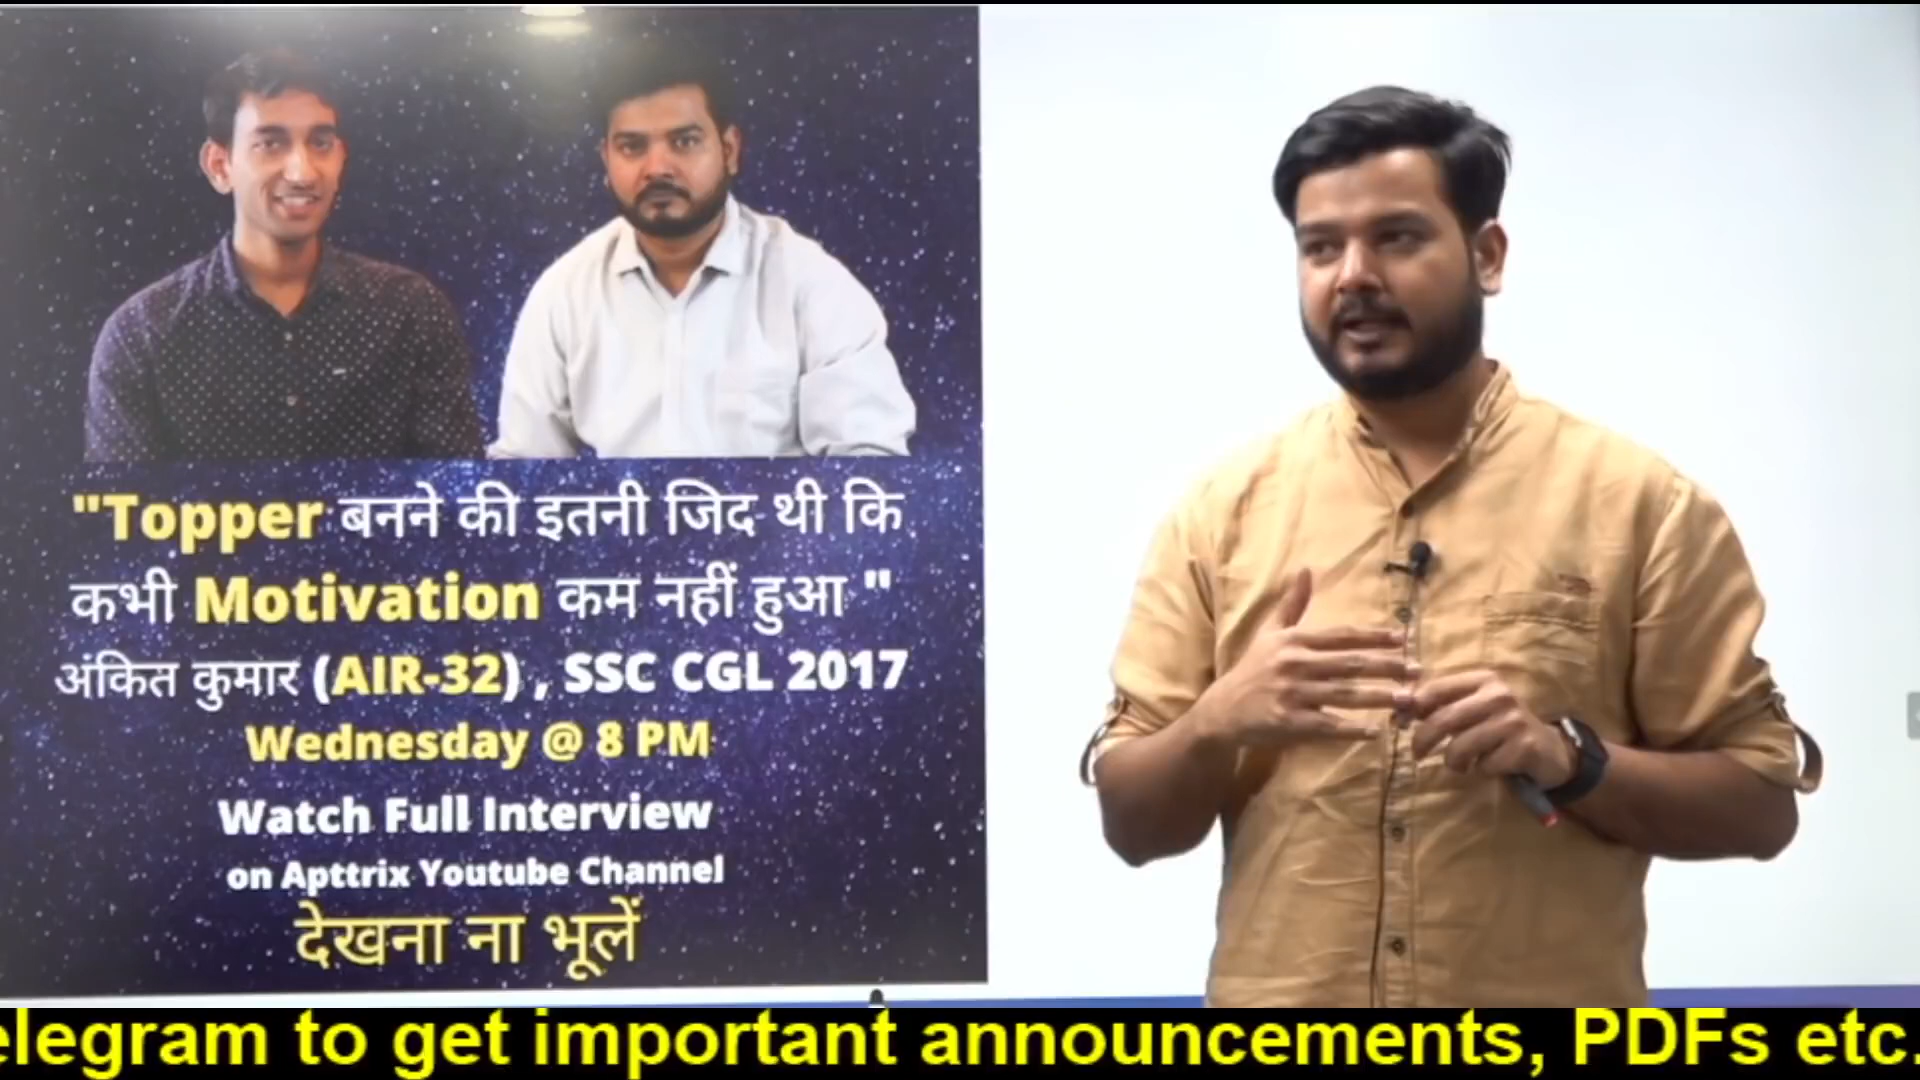 "Topper बनने की इतनी जिद थी कि
कभी Motivation कम नहीं हुआ "
अंकित कुमार (AIR-32) , SSC CGL 2017
Wednesday @ 8 PM
Watch Full Interview
on Apttrix Youtube Channel
देखना ना भूलें
elegram to get important announcements, PDFs etc.